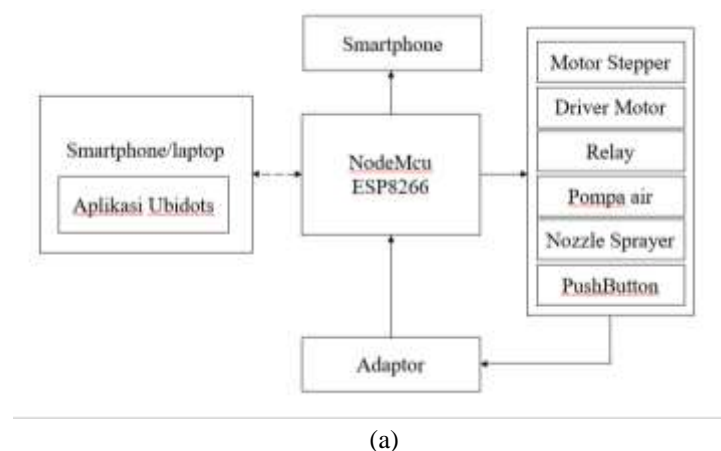 Smartphone
Motor Stepper
Driver Motor
Relay
Pompa air
Nozzle Sprayer
PushButton
Smartphone/laptop
Aplikasi Ubidots
NodeMcu
ESP8266
Adaptor
(a)